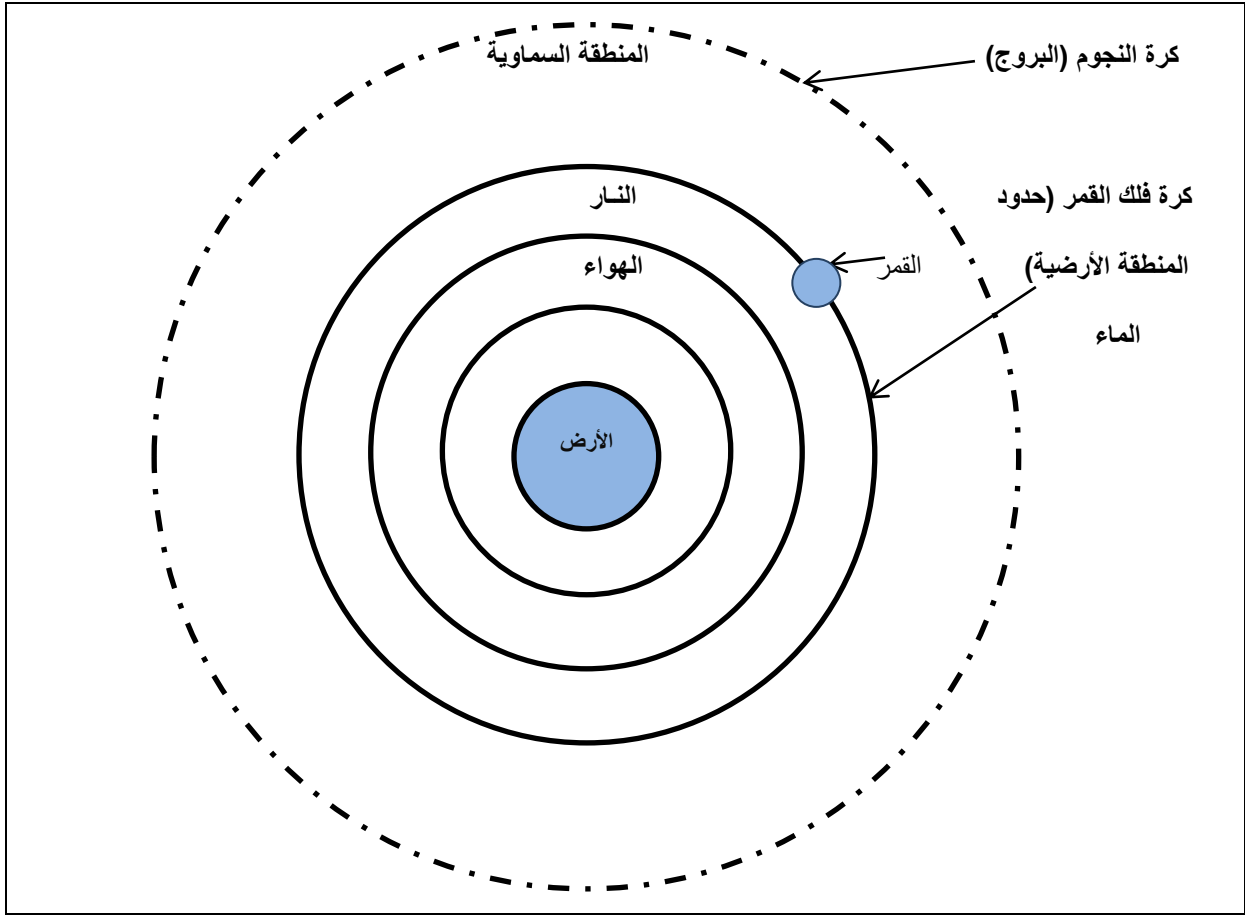 كرة النجوم (البروج)
المنطقة السماوية
كرة فلك القمر (حدود
النـار
المنطقة الأرضية)
القمر
الهواء
الماء
الأرض